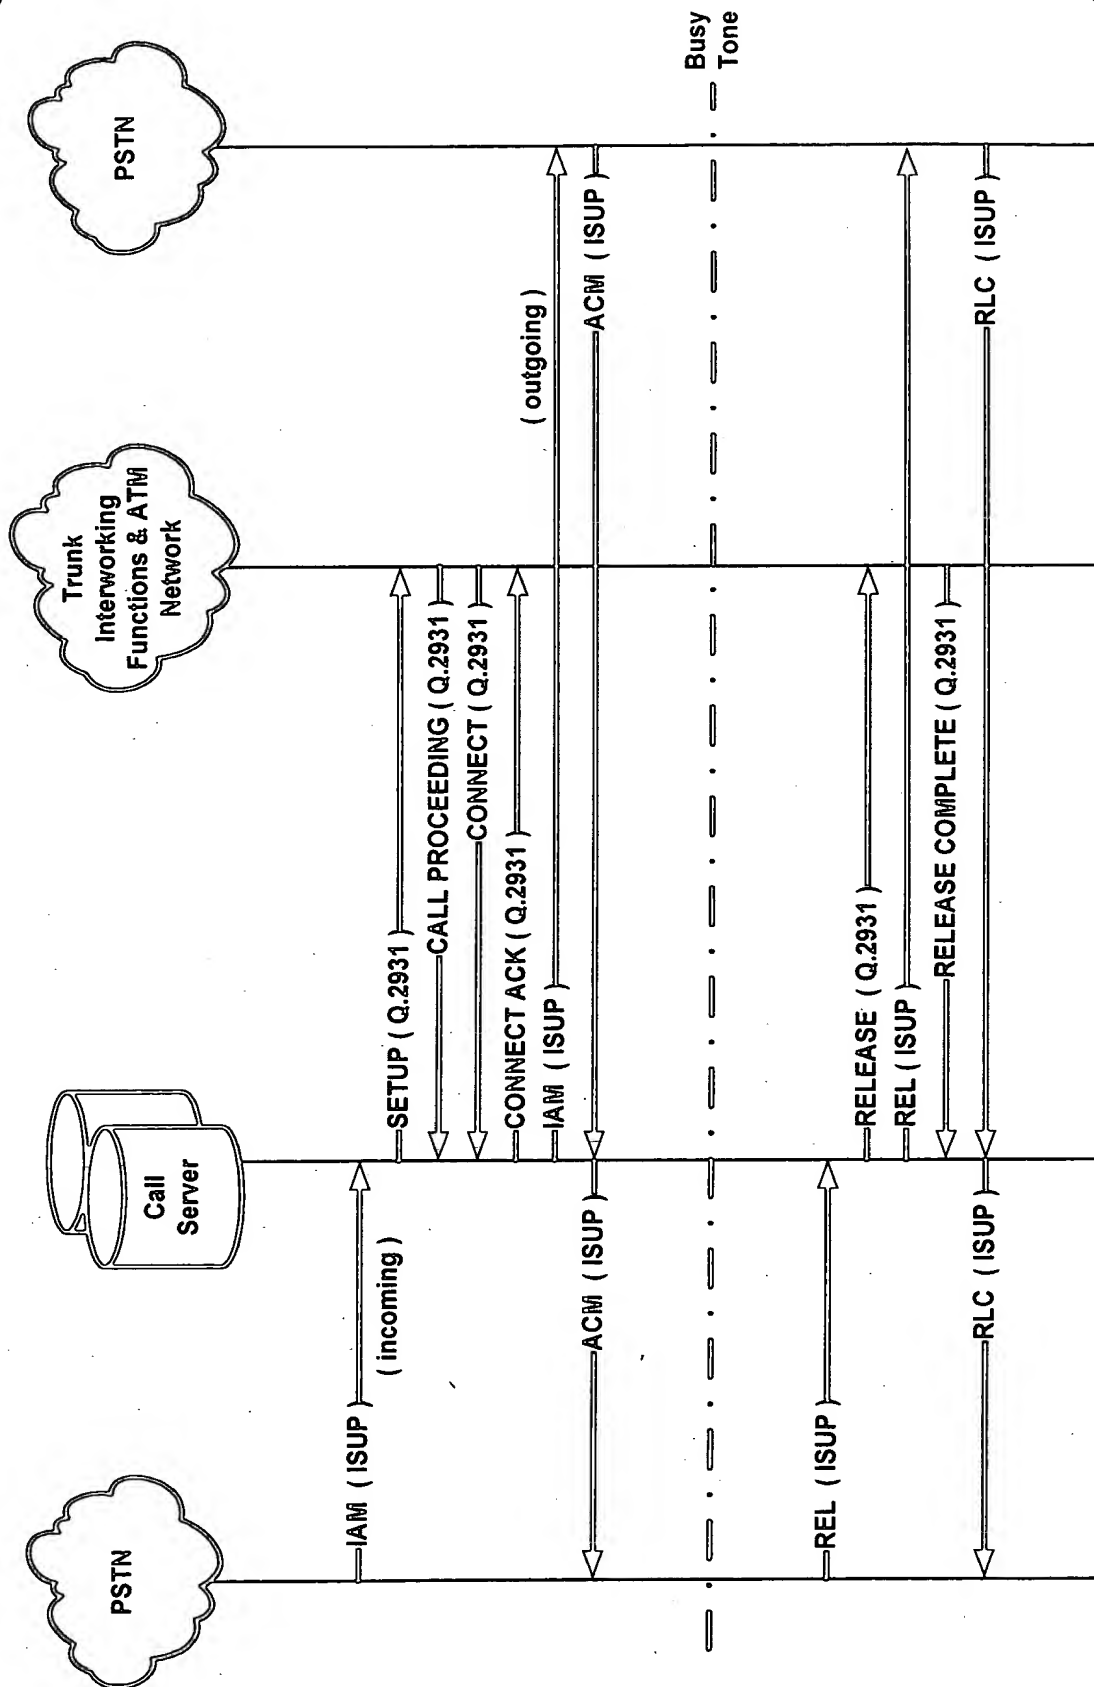 PSTN
Call
Server
Trunk
Interworking
Functions & ATM
Network
PSTN
IAM ( ISUP )
( incoming )
SETUP ( Q.2931 )
CALL PROCEEDING ( Q.2931 )
CONNECT ( Q.2931 )
CONNECT ACK ( Q.2931 )
IAM ( ISUP )
( outgoing )
ACM ( ISUP )
ACM ( ISUP )
Busy
Tone
REL ( ISUP )
RELEASE ( Q.2931 )
REL ( ISUP )
RELEASE COMPLETE ( Q.2931 )
RLC ( ISUP )
RLC ( ISUP )